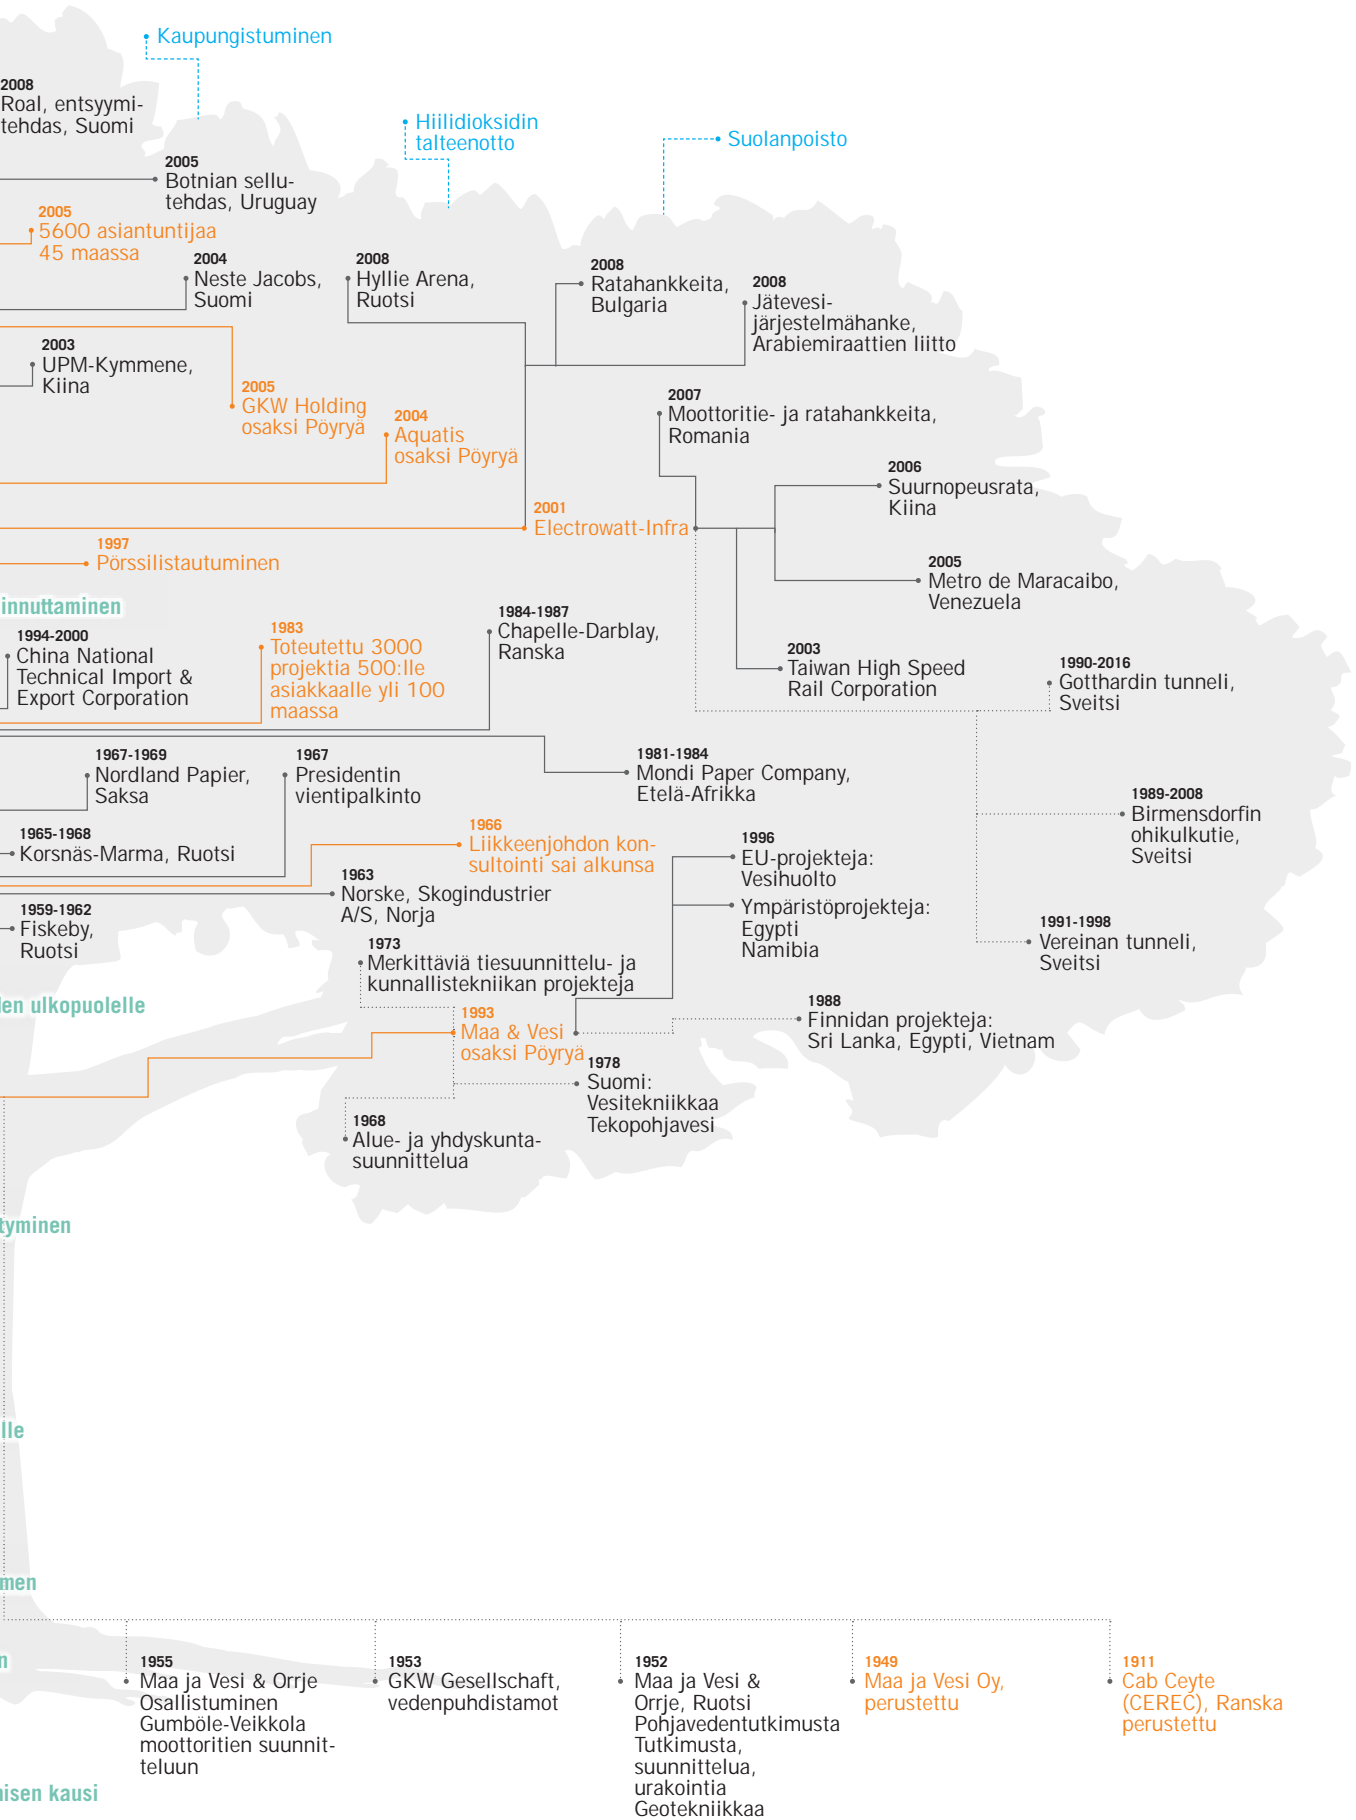 Kaupungistuminen
2008
Roal, entsyymi-
tehdas, Suomi
Hiilidioksidin
talteenotto
Suolanpoisto
2005
Botnian sellu-
tehdas, Uruguay
2005
5600 asiantuntijaa
45 maassa
2004
Neste Jacobs,
Suomi
2008
Hyllie Arena,
Ruotsi
2008
Ratahankkeita,
Bulgaria
2008
Jätevesi-
järjestelmähanke,
Arabiemiraattien liitto
2003
UPM-Kymmene,
Kiina
2005
GKW Holding
osaksi Pöyryä
2004
Aquatis
osaksi Pöyryä
2007
Moottoritie- ja ratahankkeita,
Romania
2006
Suurnopeusrata,
Kiina
2001
Electrowatt-Infra
1997
Pörssilistautuminen
2005
Metro de Maracaibo,
Venezuela
innuttaminen
1994-2000
China National
Technical Import &
Export Corporation
1983
Toteutettu 3000
projektia 500:lle
asiakkaalle yli 100
maassa
1984-1987
Chapelle-Darblay,
Ranska
2003
Taiwan High Speed
Rail Corporation
1990-2016
Gotthardin tunneli,
Sveitsi
1967-1969
Nordland Papier,
Saksa
1967
Presidentin
vientipalkinto
1981-1984
Mondi Paper Company,
Etelä-Afrikka
1989-2008
Birmensdorfin
ohikulkutie,
Sveitsi
1965-1968
Korsnäs-Marma, Ruotsi
1966
Liikkeenjohdon kon-
sultointi sai alkunsa
1996
EU-projekteja:
Vesihuolto
Ympäristöprojekteja:
Egypti
Namibia
1963
Norske, Skogindustrier
A/S, Norja
1959-1962
Fiskeby,
Ruotsi
1991-1998
Vereinan tunneli,
Sveitsi
1973
Merkittäviä tiesuunnittelu- ja
kunnallistekniikan projekteja
den ulkopuolelle
1993
Maa & Vesi
osaksi Pöyryä
1988
Finnidan projekteja:
Sri Lanka, Egypti, Vietnam
1978
Suomi:
Vesitekniikkaa
Tekopohjavesi
1968
Alue- ja yhdyskunta-
suunnittelua
tyminen
lle
men
n
1955
Maa ja Vesi & Orrje
Osallistuminen
Gumböle-Veikkola
moottoritien suunnit-
teluun
1953
GKW Gesellschaft,
vedenpuhdistamot
1952
Maa ja Vesi &
Orrje, Ruotsi
Pohjavedentutkimusta
Tutkimusta,
suunnittelua,
urakointia
Geotekniikkaa
1949
Maa ja Vesi Oy,
perustettu
1911
Cab Ceyte
(CEREC), Ranska
perustettu
misen kausi